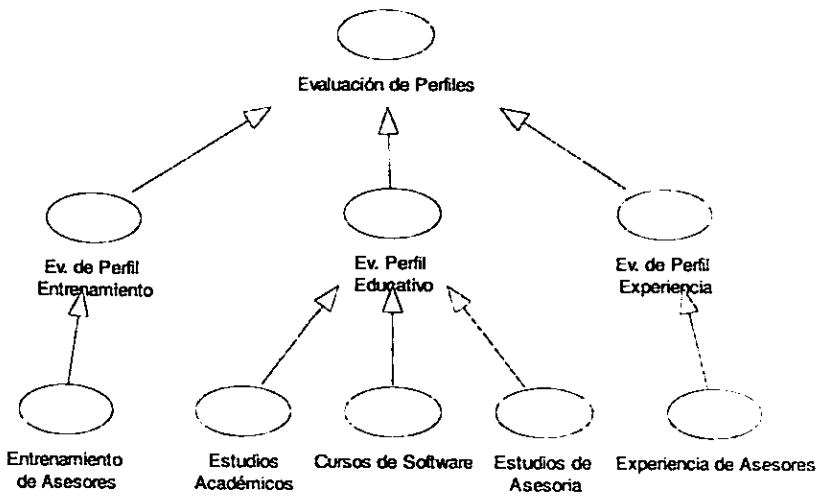 Evaluación de Perfiles
Ev. de Perfil
Entrenamiento
Ev. Perfil
Educativo
Ev. de Perfil
Experiencia
Entrenamiento
de Asesores
Estudios
Académicos
Cursos de Software
Estudios de
Asesoria
Experiencia de Asesores